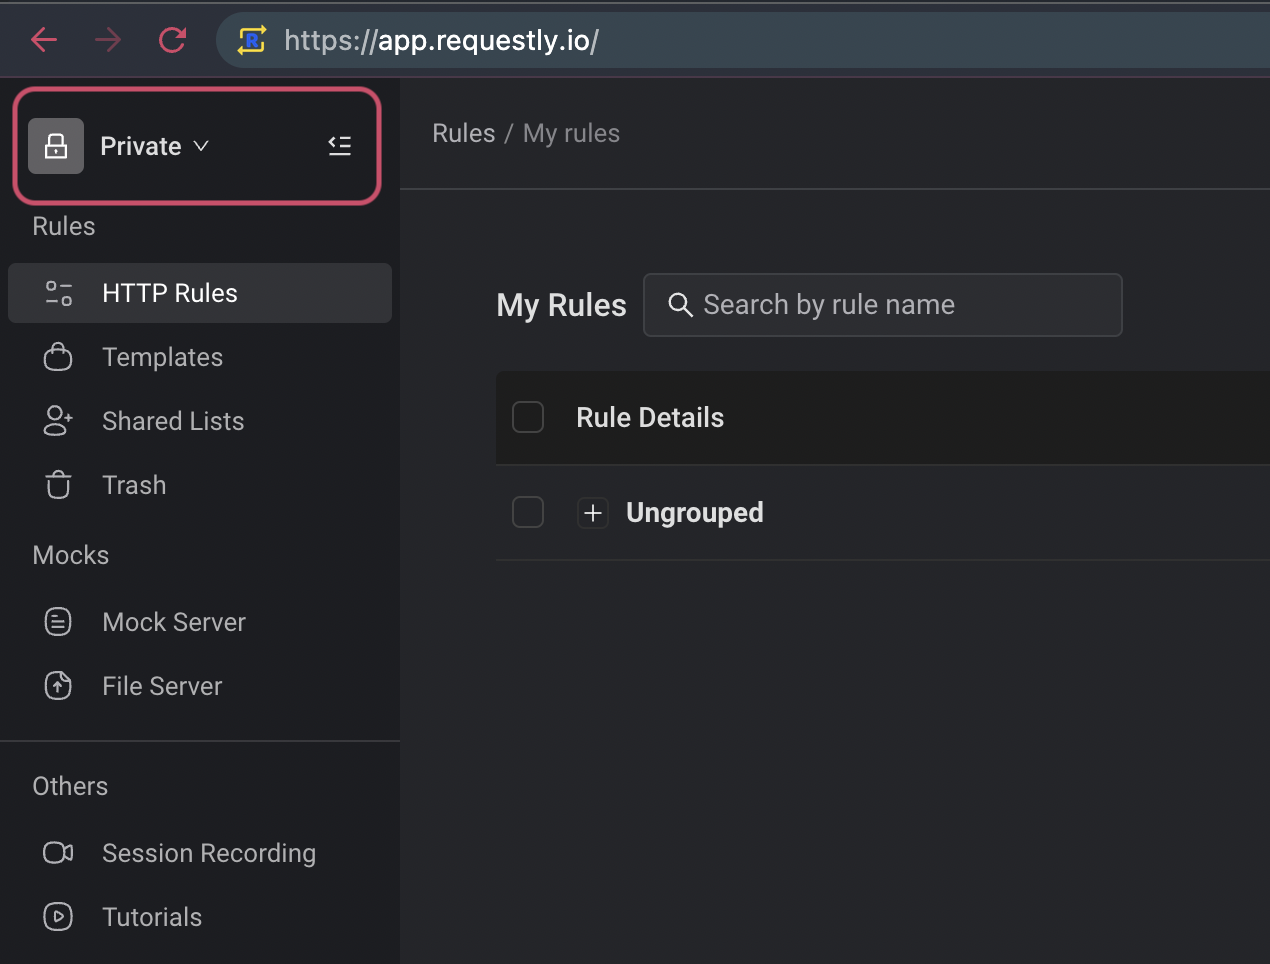 https://app.requestly.io/
Private
Rules / My rules
Rules
HTTP Rules
Templates
Shared Lists
Trash
Mocks
Mock Server
File Server
Others
Session Recording
Tutorials
My Rules
Search by rule name
Rule Details
Ungrouped